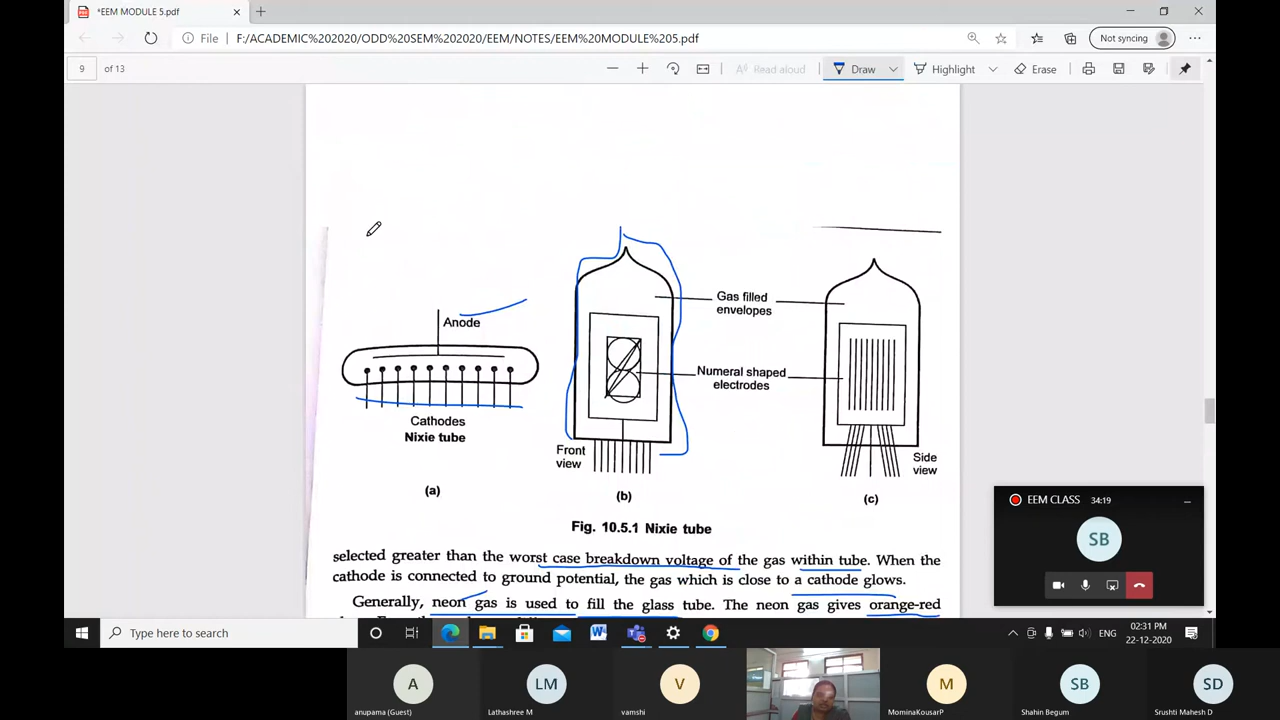 *EEM MODULE 5.pdf
File
F:/ACADEMIC%202020/ODD%20SEM%202020/EEM/NOTES/EEM%20MODULE%205.pdf
Not syncing
9 of 13
Read aloud
Draw
Highlight
Erase
Anode
Cathodes
Nixie tube
(a)
Gas filled
envelopes
Numeral shaped
electrodes
Front
view
(b)
Side
view
(c)
Fig. 10.5.1 Nixie tube
selected greater than the worst case breakdown voltage of the gas within tube. When the
cathode is connected to ground potential, the gas which is close to a cathode glows.
Generally, neon gas is used to fill the glass tube. The neon gas gives orange-red
EEM CLASS 34:19
SB
Type here to search
ENG
02:31 PM
22-12-2020
A
anupama (Guest)
LM
Lathashree M
V
vamshi
M
MominaKousarP
SB
Shahin Begum
SD
Srushti Mahesh D